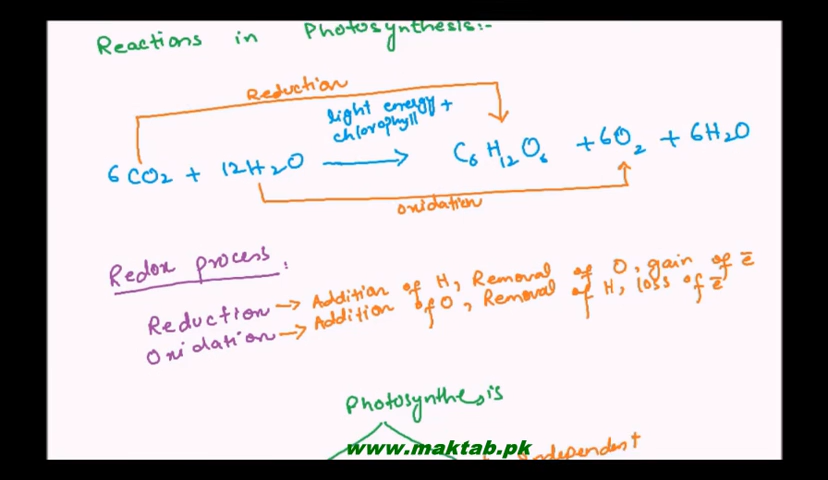 Reactions in Photosynthesis:-
Reduction
light energy +
chlorophyll
6CO2 + 12H2O → C6H12O6 + 6O2 + 6H2O
oxidation
Redox process:
Reduction → Addition of H, Removal of O, gain of ē
Oxidation → Addition of O, Removal of H, loss of ē
Photosynthesis
www.maktab.pk
Independent